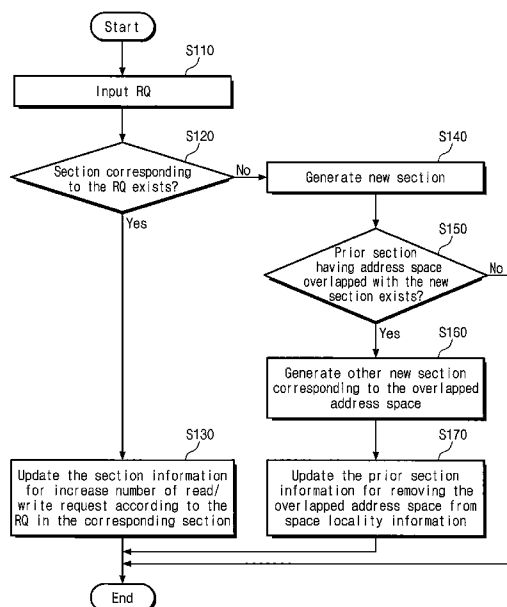 Start
S110
Input RQ
S120
Section corresponding
to the RQ exists?
No
Yes
S140
Generate new section
S150
Prior section
having address space
overlapped with the new
section exists?
No
Yes
S160
Generate other new section
corresponding to the overlapped
address space
S130
Update the section information
for increase number of read/
write request according to the
RQ in the corresponding section
S170
Update the prior section
information for removing the
overlapped address space from
space locality information
End